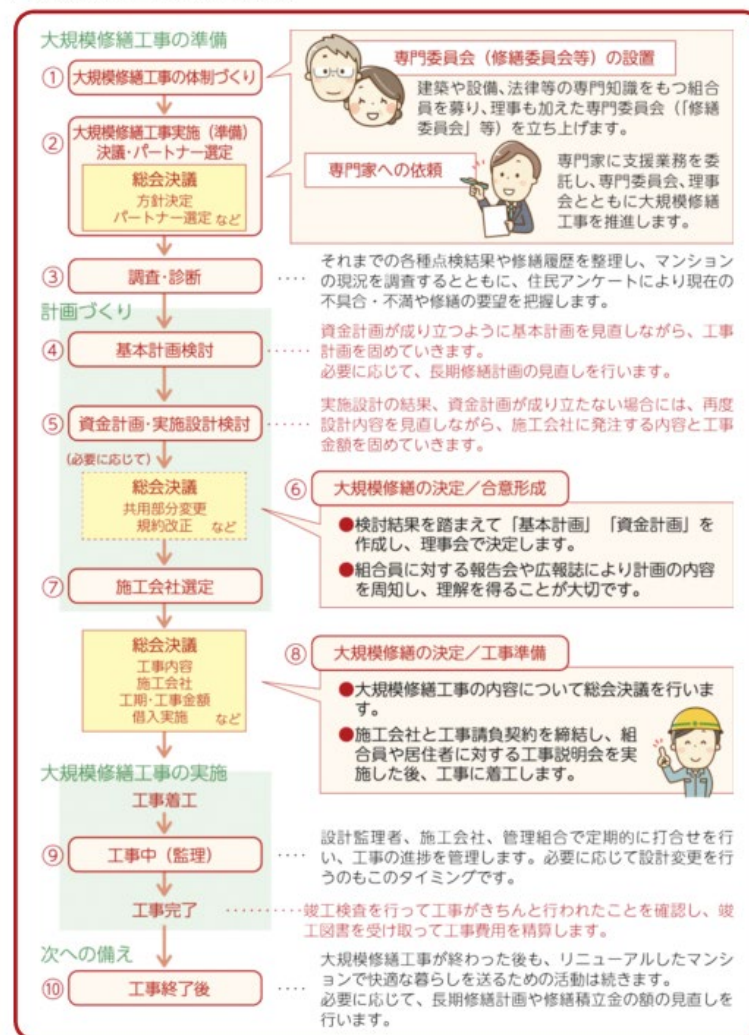 大規模修繕工事の準備
① 大規模修繕工事の体制づくり
専門委員会（修繕委員会等）の設置
建築や設備、法律等の専門知識をもつ組合
員を募り、理事も加えた専門委員会（「修繕
委員会」等）を立ち上げます。
② 大規模修繕工事実施（準備）
決議・パートナー選定
総会決議
方針決定
パートナー選定 など
専門家への依頼
専門家に支援業務を委
託し、専門委員会、理事
会とともに大規模修繕
工事を推進します。
③ 調査・診断
‥‥ それまでの各種点検結果や修繕履歴を整理し、マンション
の現況を調査するとともに、住民アンケートにより現在の
不具合・不満や修繕の要望を把握します。
計画づくり
④ 基本計画検討
資金計画が成り立つように基本計画を見直しながら、工事
計画を固めていきます。
必要に応じて、長期修繕計画の見直しを行います。
⑤ 資金計画・実施設計検討
実施設計の結果、資金計画が成り立たない場合には、再度
設計内容を見直しながら、施工会社に発注する内容と工事
金額を固めていきます。
（必要に応じて）
総会決議
共用部分変更
規約改正 など
⑥ 大規模修繕の決定／合意形成
●検討結果を踏まえて「基本計画」「資金計画」を
作成し、理事会で決定します。
●組合員に対する報告会や広報誌により計画の内容
を周知し、理解を得ることが大切です。
⑦ 施工会社選定
総会決議
工事内容
施工会社
工期・工事金額
借入実施 など
⑧ 大規模修繕の決定／工事準備
●大規模修繕工事の内容について総会決議を行いま
す。
●施工会社と工事請負契約を締結し、組
合員や居住者に対する工事説明会を実
施した後、工事に着工します。
大規模修繕工事の実施
工事着工
⑨ 工事中（監理）
‥‥ 設計監理者、施工会社、管理組合で定期的に打合せを行
い、工事の進捗を管理します。必要に応じて設計変更を行
うのもこのタイミングです。
工事完了
竣工検査を行って工事がきちんと行われたことを確認し、竣
工図書を受け取って工事費用を精算します。
次への備え
⑩ 工事終了後
‥‥ 大規模修繕工事が終わった後も、リニューアルしたマンショ
ンで快適な暮らしを送るための活動は続きます。
必要に応じて、長期修繕計画や修繕積立金の額の見直しを
行います。